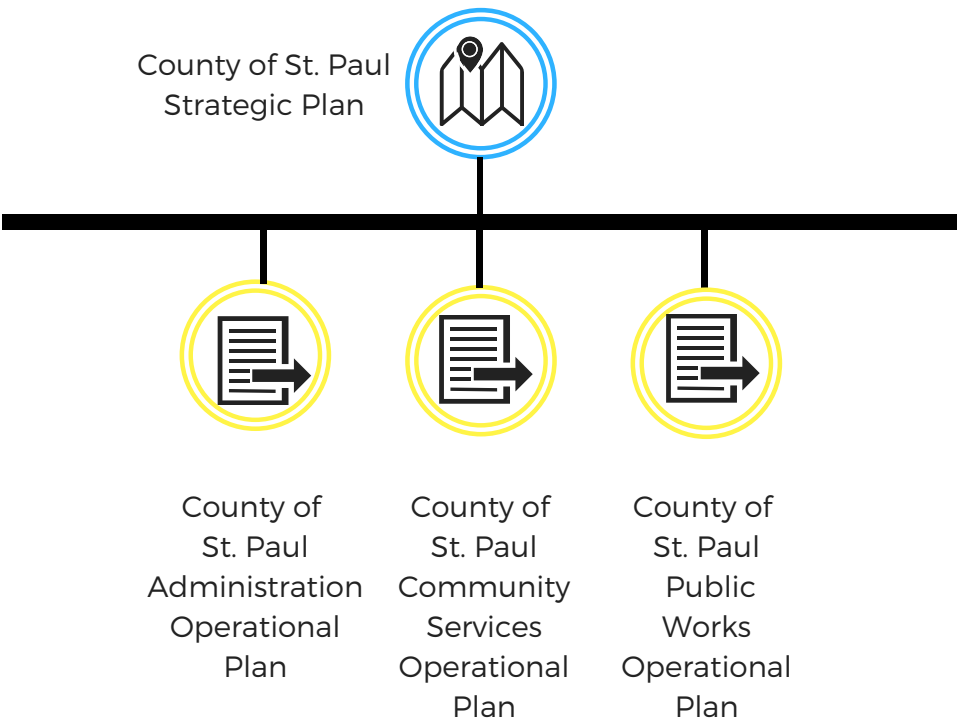 County of St. Paul
Strategic Plan
County of
St. Paul
Administration
Operational
Plan
County of
St. Paul
Community
Services
Operational
Plan
County of
St. Paul
Public
Works
Operational
Plan